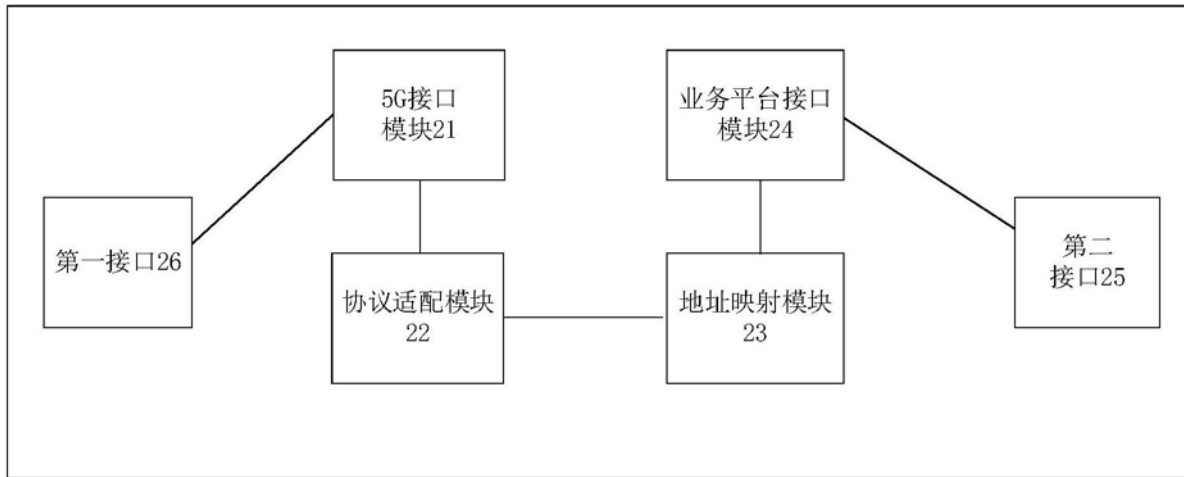 5G接口
模块21
业务平台接口
模块24
第一接口26
协议适配模块
22
地址映射模块
23
第二
接口25